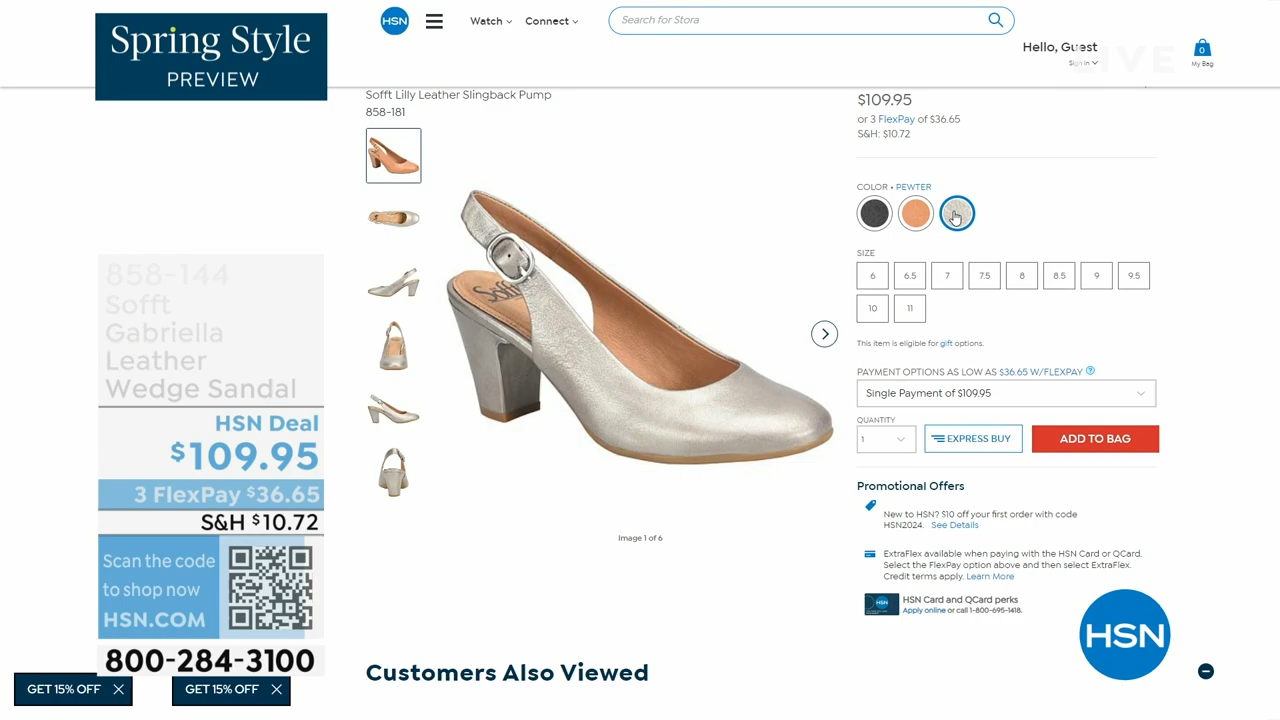 Spring Style
PREVIEW
HSN
Watch
Connect
Search for Stora
Hello, Guest
Sign In
LIVE
0
My Bag
Sofft Lilly Leather Slingback Pump
858-181
$109.95
or 3 FlexPay of $36.65
S&H: $10.72
COLOR • PEWTER
SIZE
6
6.5
7
7.5
8
8.5
9
9.5
10
11
This item is eligible for gift options.
PAYMENT OPTIONS AS LOW AS $36.65 W/FLEXPAY ?
Single Payment of $109.95
QUANTITY
1
EXPRESS BUY
ADD TO BAG
Promotional Offers
New to HSN? $10 off your first order with code
HSN2024. See Details
ExtraFlex available when paying with the HSN Card or QCard.
Select the FlexPay option above and then select ExtraFlex.
Credit terms apply. Learn More
HSN
HSN Card and QCard perks
Apply online or call 1-800-695-1418.
Sofft
Image 1 of 6
858-144
Sofft
Gabriella
Leather
Wedge Sandal
HSN Deal
$109.95
3 FlexPay $36.65
S&H $10.72
Scan the code
to shop now
HSN.COM
800-284-3100
GET 15% OFF
GET 15% OFF
Customers Also Viewed
HSN